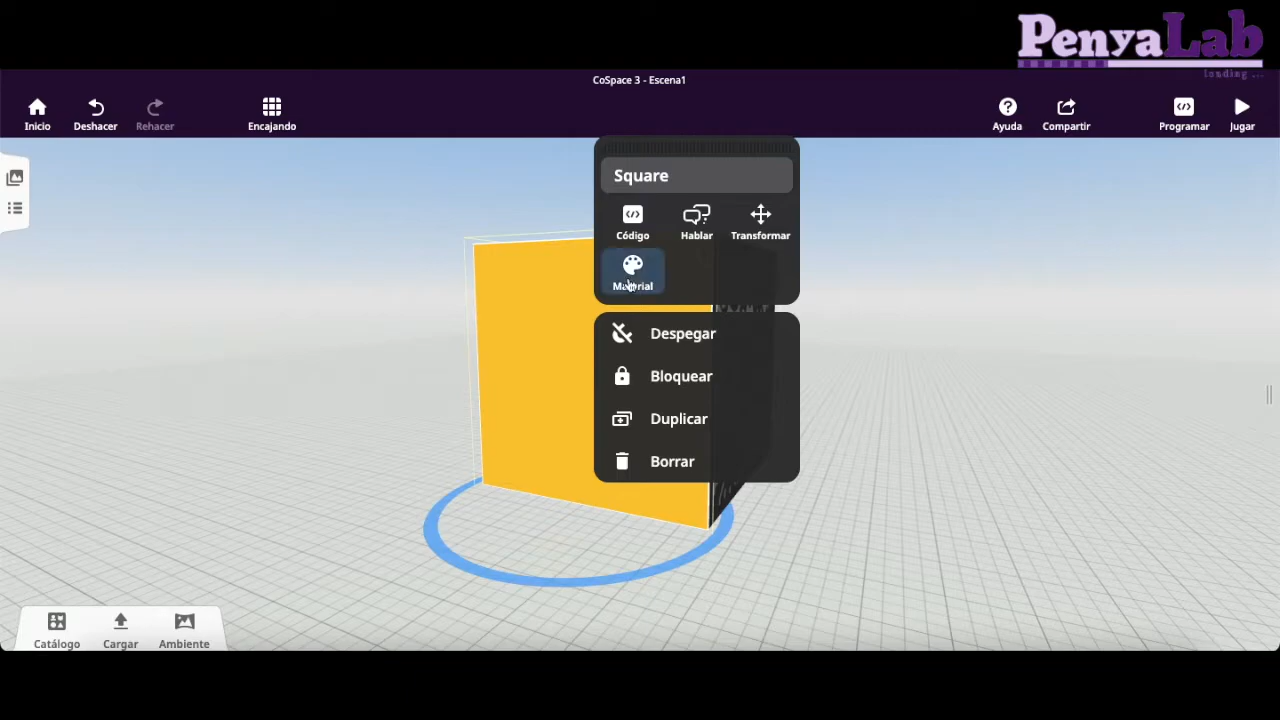 PenyaLab
loading ...
CoSpace 3 - Escena1
Inicio
Deshacer
Rehacer
Encajando
Ayuda
Compartir
Programar
Jugar
Square
Código
Hablar
Transformar
Material
Despegar
Bloquear
Duplicar
Borrar
Catálogo
Cargar
Ambiente